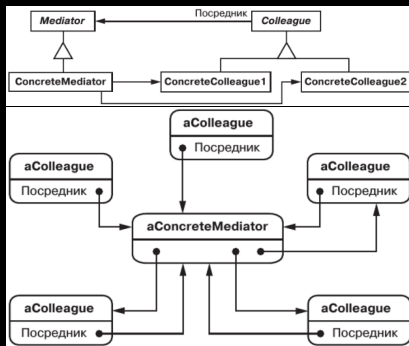 Посредник
Mediator
Colleague
ConcreteMediator
ConcreteColleague1
ConcreteColleague2
aColleague
Посредник
aColleague
Посредник
aColleague
Посредник
aConcreteMediator
aColleague
Посредник
aColleague
Посредник